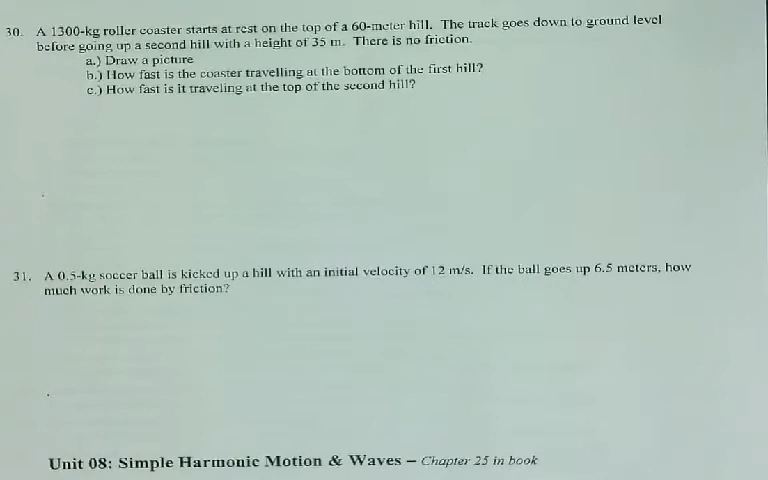 30. A 1300-kg roller coaster starts at rest on the top of a 60-meter hill. The track goes down to ground level
before going up a second hill with a height of 35 m. There is no friction.
a.) Draw a picture
b.) How fast is the coaster travelling at the bottom of the first hill?
c.) How fast is it traveling at the top of the second hill?
31. A 0.5-kg soccer ball is kicked up a hill with an initial velocity of 12 m/s. If the ball goes up 6.5 meters, how
much work is done by friction?
Unit 08: Simple Harmonic Motion & Waves – Chapter 25 in book